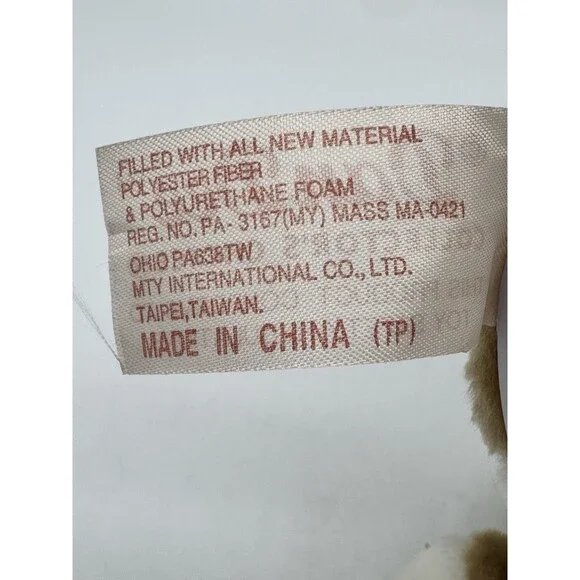 FILLED WITH ALL NEW MATERIAL
POLYESTER FIBER
& POLYURETHANE FOAM
REG. NO. PA- 3167(MY) MASS MA-0421
OHIO PA638TW
MTY INTERNATIONAL CO., LTD.
TAIPEI,TAIWAN.
MADE IN CHINA (TP)